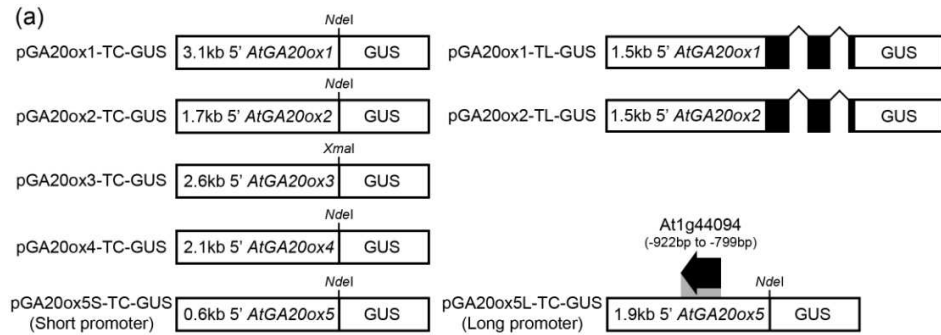 (a)
NdeI
pGA20ox1-TC-GUS 3.1kb 5' AtGA20ox1 GUS
pGA20ox1-TL-GUS 1.5kb 5' AtGA20ox1 GUS
NdeI
pGA20ox2-TC-GUS 1.7kb 5' AtGA20ox2 GUS
pGA20ox2-TL-GUS 1.5kb 5' AtGA20ox2 GUS
XmaI
pGA20ox3-TC-GUS 2.6kb 5' AtGA20ox3 GUS
NdeI
pGA20ox4-TC-GUS 2.1kb 5' AtGA20ox4 GUS
At1g44094
(-922bp to -799bp)
NdeI
pGA20ox5S-TC-GUS 0.6kb 5' AtGA20ox5 GUS
(Short promoter)
NdeI
pGA20ox5L-TC-GUS 1.9kb 5' AtGA20ox5 GUS
(Long promoter)